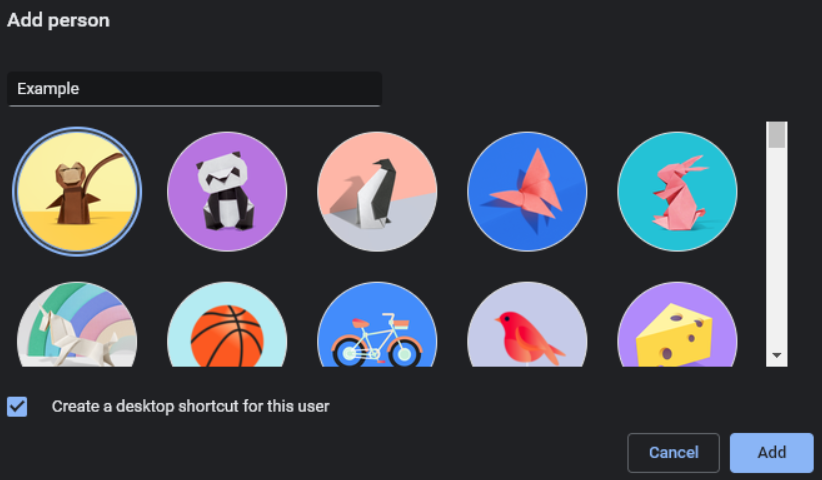 Add person
Example
Create a desktop shortcut for this user
Cancel
Add